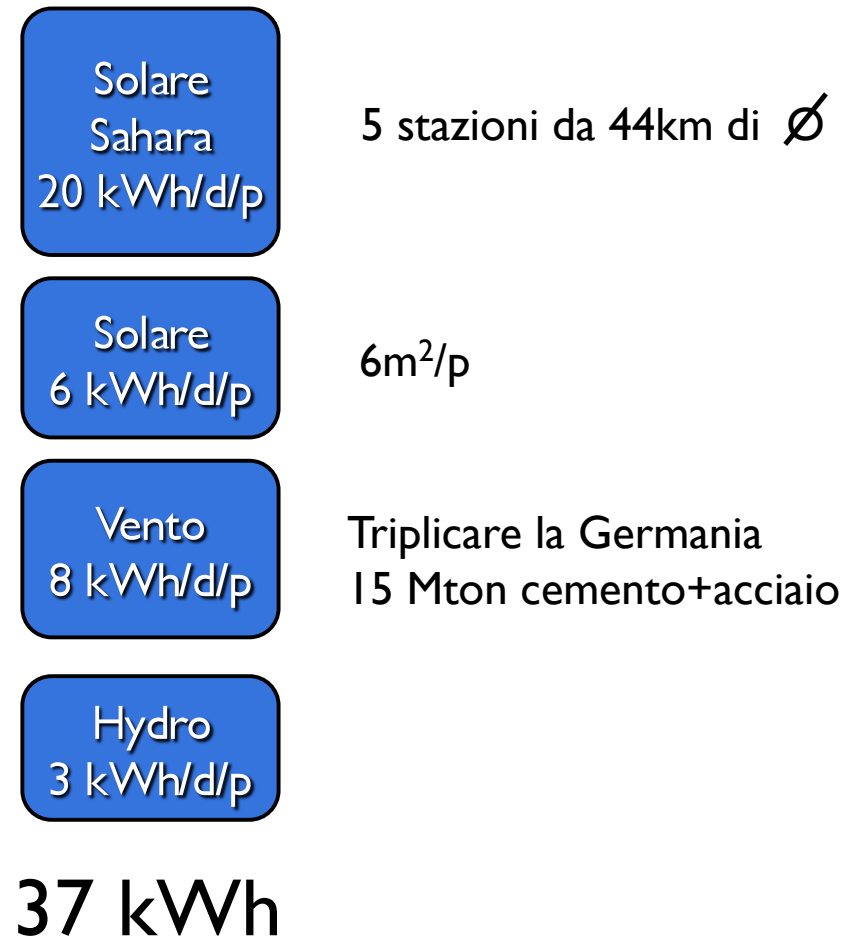 Solare
Sahara
20 kWh/d/p
5 stazioni da 44km di ∅
Solare
6 kWh/d/p
6m²/p
Vento
8 kWh/d/p
Triplicare la Germania
15 Mton cemento+acciaio
Hydro
3 kWh/d/p
37 kWh